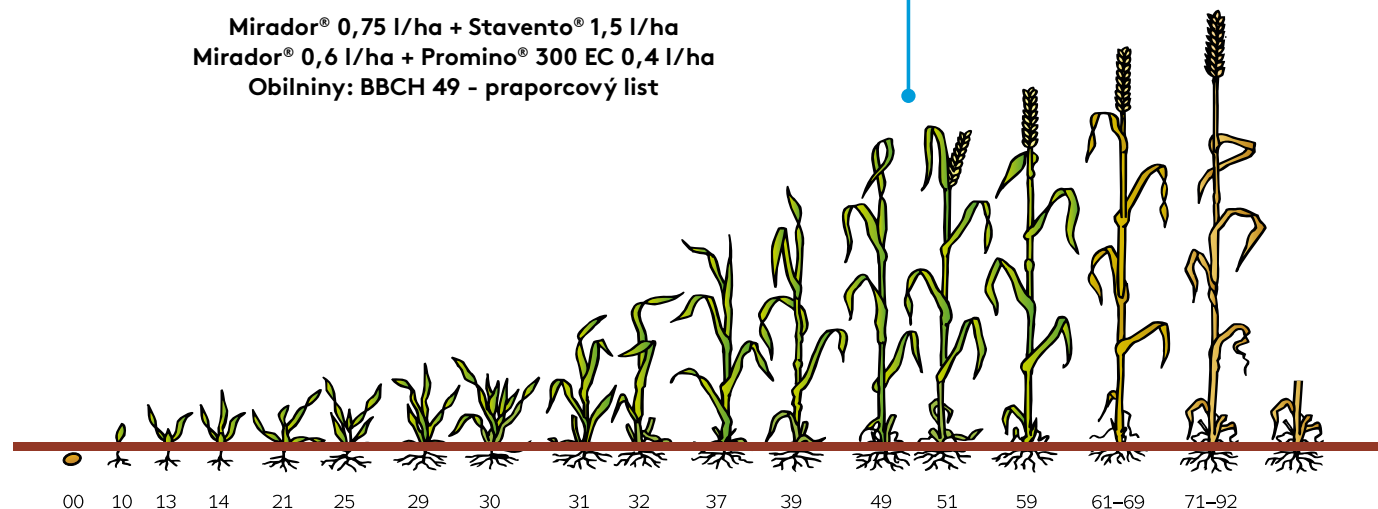 Mirador® 0,75 l/ha + Stavento® 1,5 l/ha
Mirador® 0,6 l/ha + Promino® 300 EC 0,4 l/ha
Obilniny: BBCH 49 - praporcový list
00 10 13 14 21 25 29 30 31 32 37 39 49 51 59 61–69 71–92